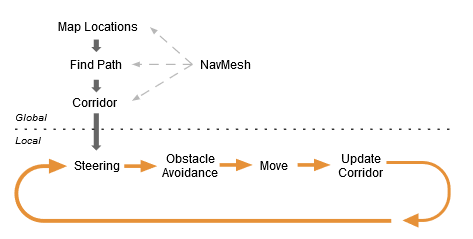 Map Locations
Find Path
NavMesh
Corridor
Global
Local
Steering
Obstacle
Avoidance
Move
Update
Corridor